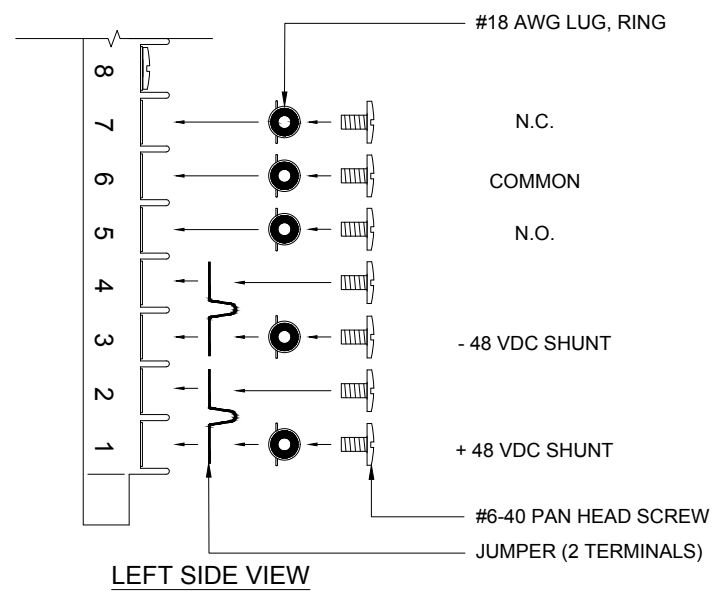 #18 AWG LUG, RING
8
7
N.C.
6
COMMON
5
N.O.
4
3
- 48 VDC SHUNT
2
1
+ 48 VDC SHUNT
#6-40 PAN HEAD SCREW
JUMPER (2 TERMINALS)
LEFT SIDE VIEW